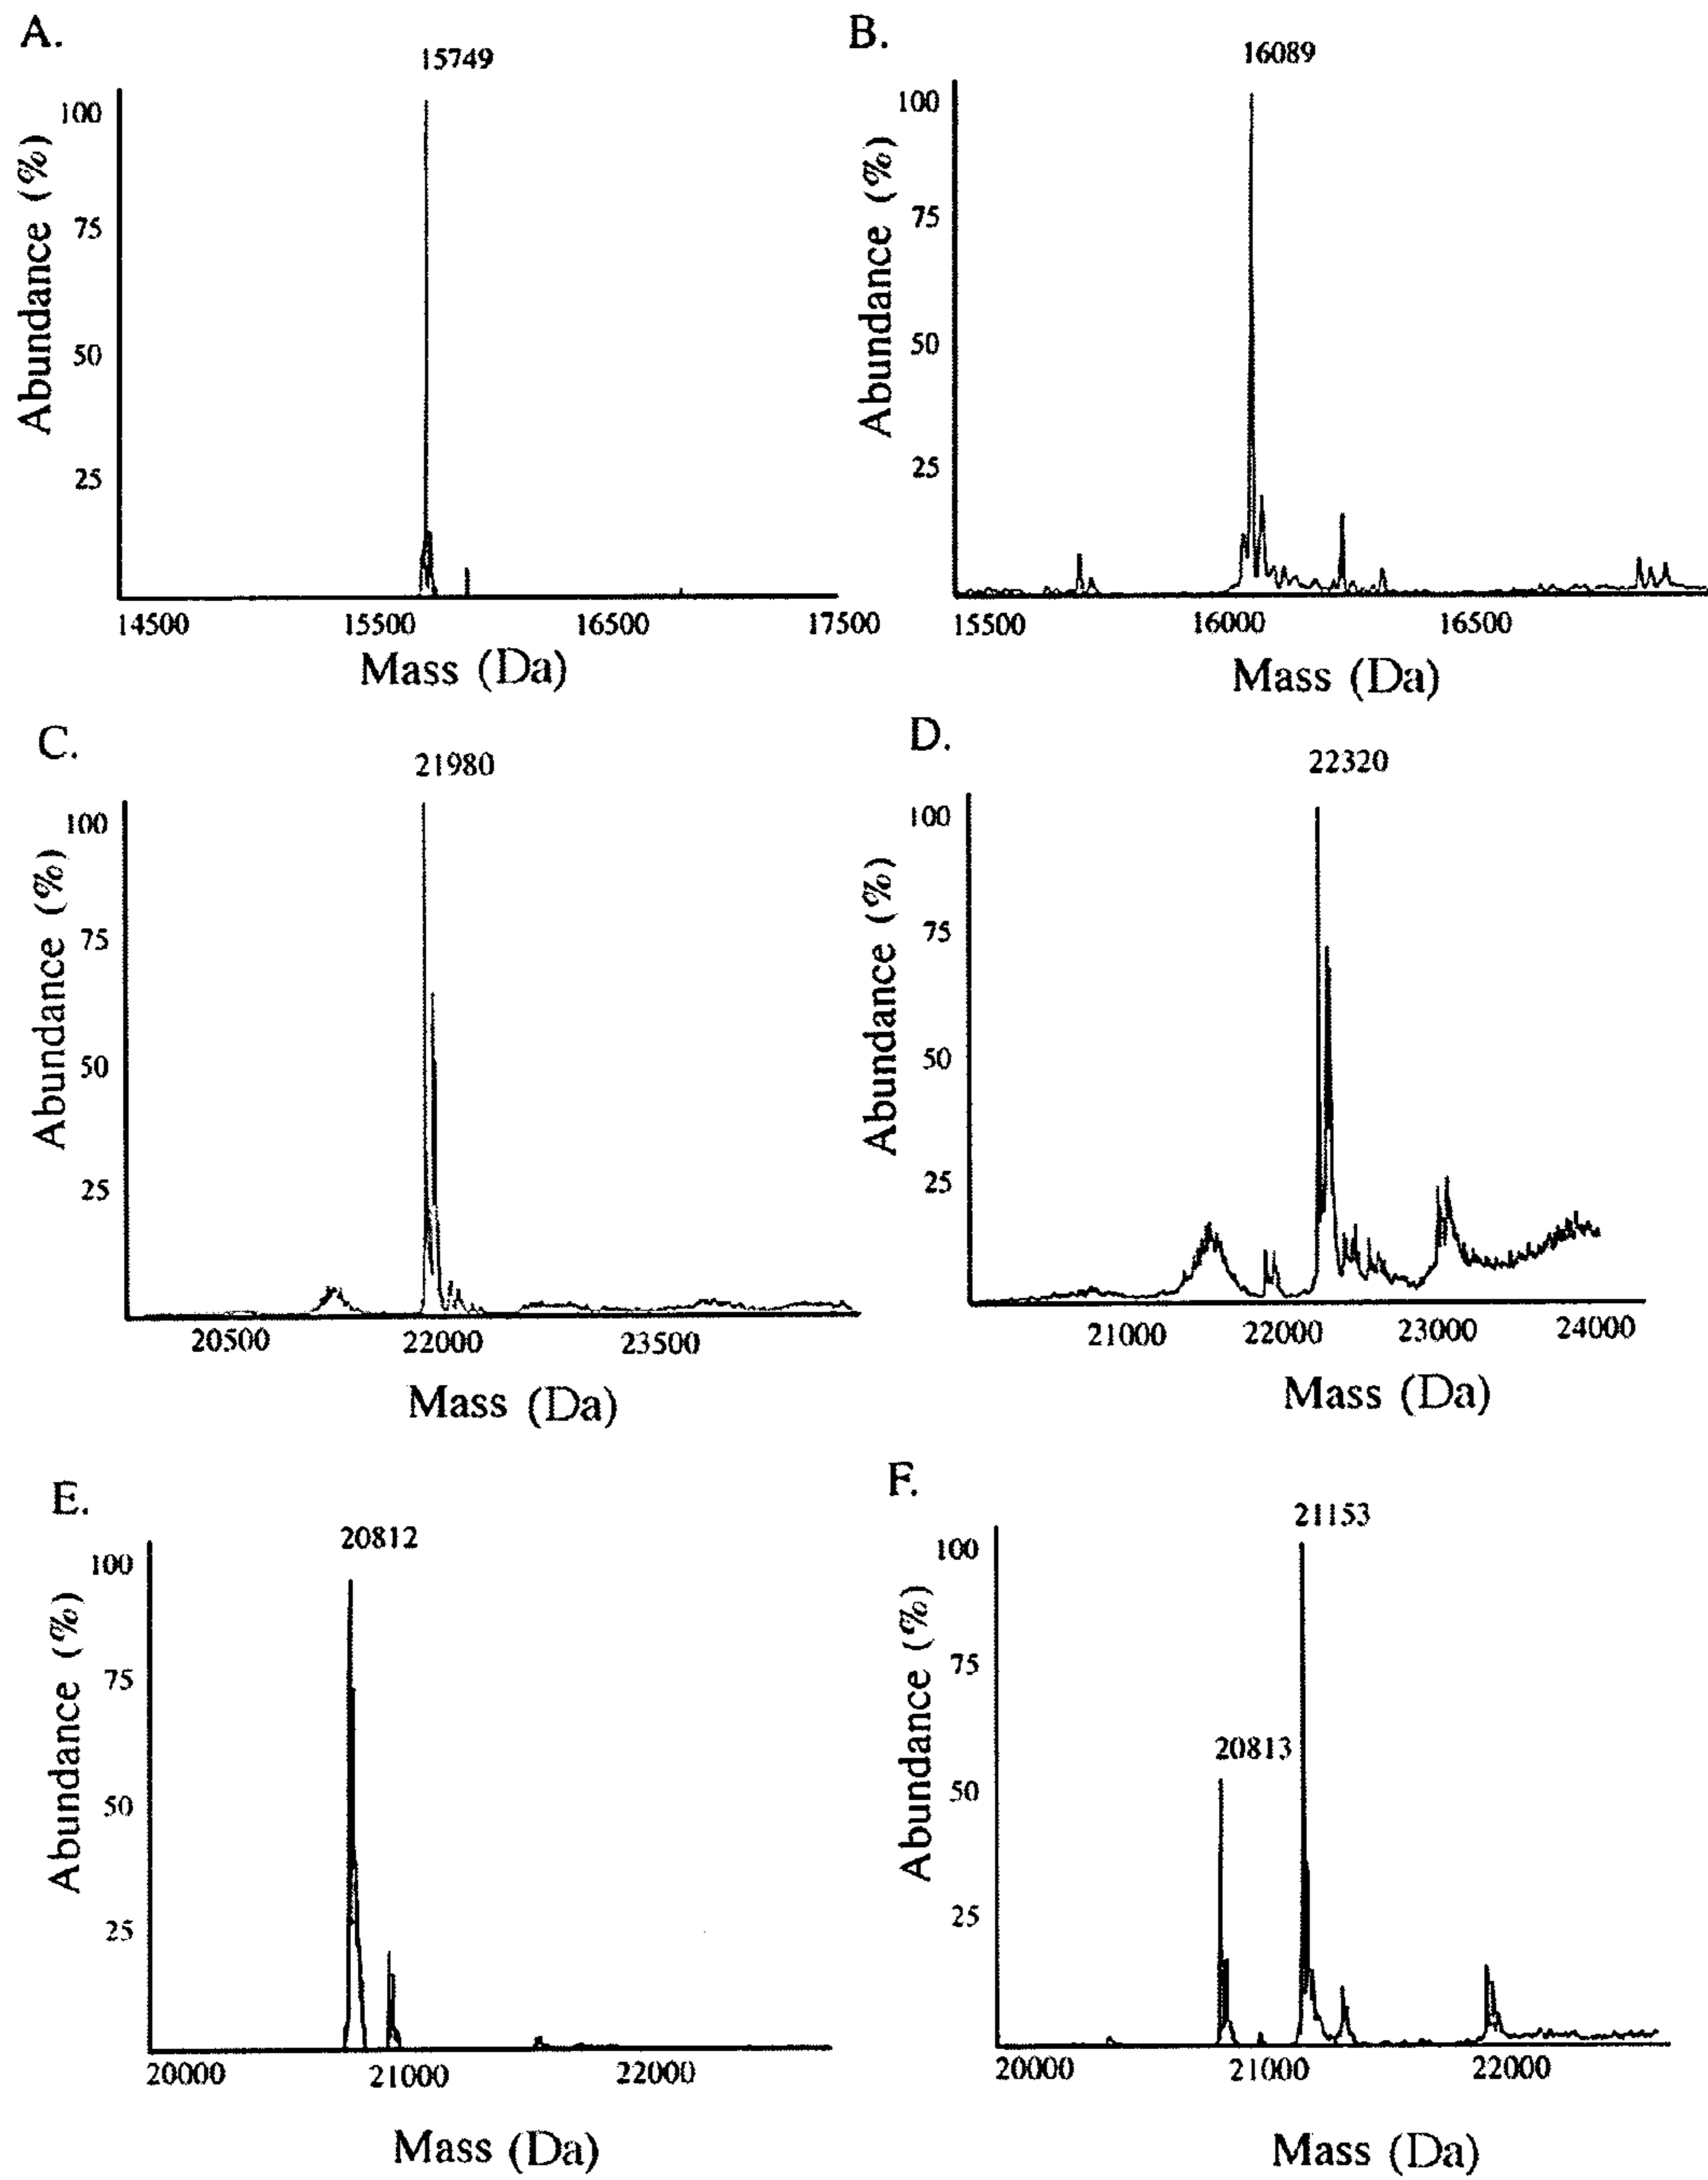 A.
15749
Abundance (%)
100
75
50
25
14500 15500 16500 17500
Mass (Da)
B.
16089
Abundance (%)
100
75
50
25
15500 16000 16500
Mass (Da)
C.
21980
Abundance (%)
100
75
50
25
20500 22000 23500
Mass (Da)
D.
22320
Abundance (%)
100
75
50
25
21000 22000 23000 24000
Mass (Da)
E.
20812
Abundance (%)
100
75
50
25
20000 21000 22000
Mass (Da)
F.
21153
20813
Abundance (%)
100
75
50
25
20000 21000 22000
Mass (Da)